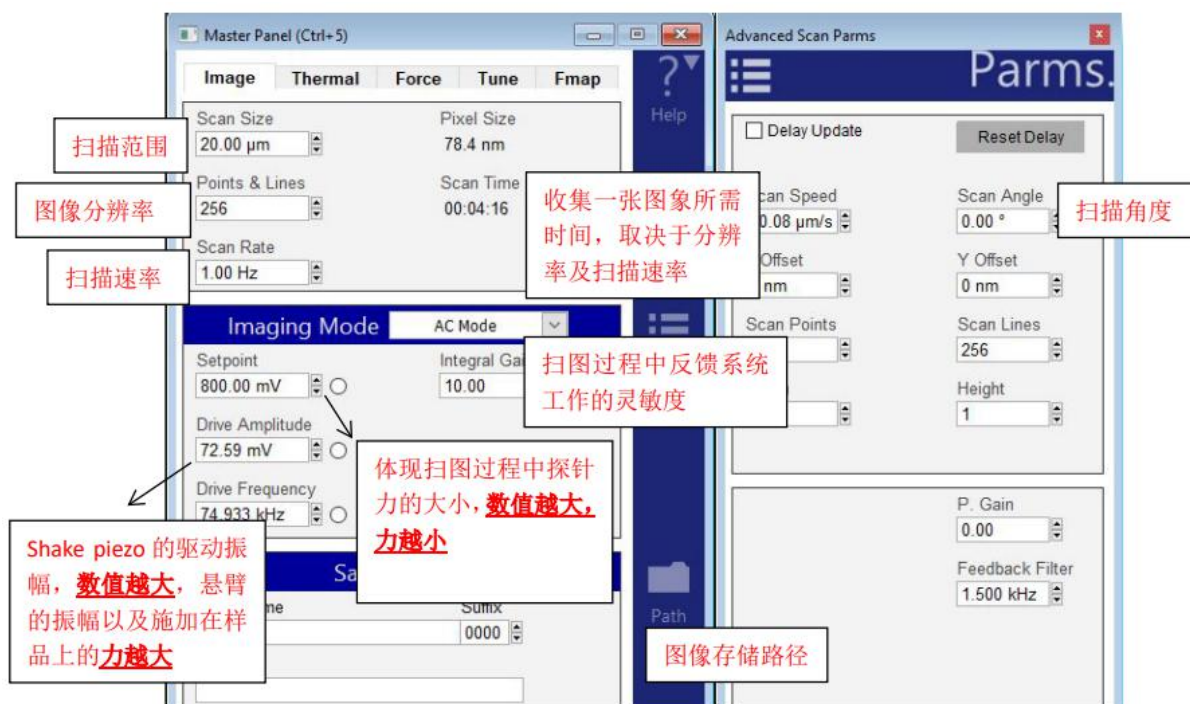 Master Panel (Ctrl+5)
Image Thermal Force Tune Fmap
Help
Scan Size
20.00 μm
Pixel Size
78.4 nm
扫描范围
Points & Lines
256
Scan Time
00:04:16
图像分辨率
Scan Rate
1.00 Hz
扫描速率
收集一张图象所需
时间，取决于分辨
率及扫描速率
Imaging Mode AC Mode
Setpoint
800.00 mV
Integral Gai
10.00
扫图过程中反馈系统
工作的灵敏度
Drive Amplitude
72.59 mV
Drive Frequency
74.933 kHz
体现扫图过程中探针
力的大小，数值越大，
力越小
Shake piezo 的驱动振
幅，数值越大，悬臂
的振幅以及施加在样
品上的力越大
Suffix
0000
Path
图像存储路径
Advanced Scan Parms
Parms.
Delay Update
Reset Delay
Scan Angle
0.00 °
扫描角度
Offset
nm
Y Offset
0 nm
Scan Points
Scan Lines
256
Height
1
P. Gain
0.00
Feedback Filter
1.500 kHz